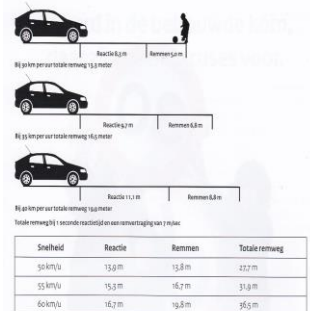 Reactie 8,3 m Remmen 5,0 m
Bij 30 km per uur totale remweg 13,3 meter
Reactie 9,7 m Remmen 6,8 m
Bij 35 km per uur totale remweg 16,5 meter
Reactie 11,1 m Remmen 8,8 m
Bij 40 km per uur totale remweg 19,9 meter
Totale remweg bij 1 seconde reactietijd en een remvertraging van 7 m/sec
Snelheid Reactie Remmen Totale remweg
50 km/u 13,9 m 13,8 m 27,7 m
55 km/u 15,3 m 16,7 m 31,9 m
60 km/u 16,7 m 19,8 m 36,5 m